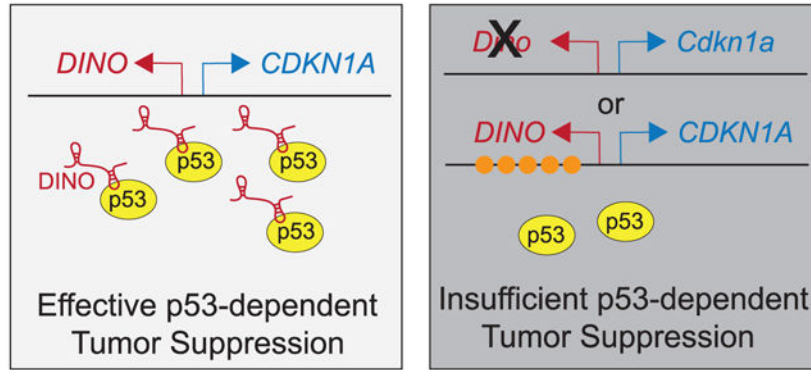 DINO CDKN1A
p53
p53
DINO
p53
p53
Effective p53-dependent
Tumor Suppression
Dino Cdkn1a
or
DINO CDKN1A
p53
p53
Insufficient p53-dependent
Tumor Suppression